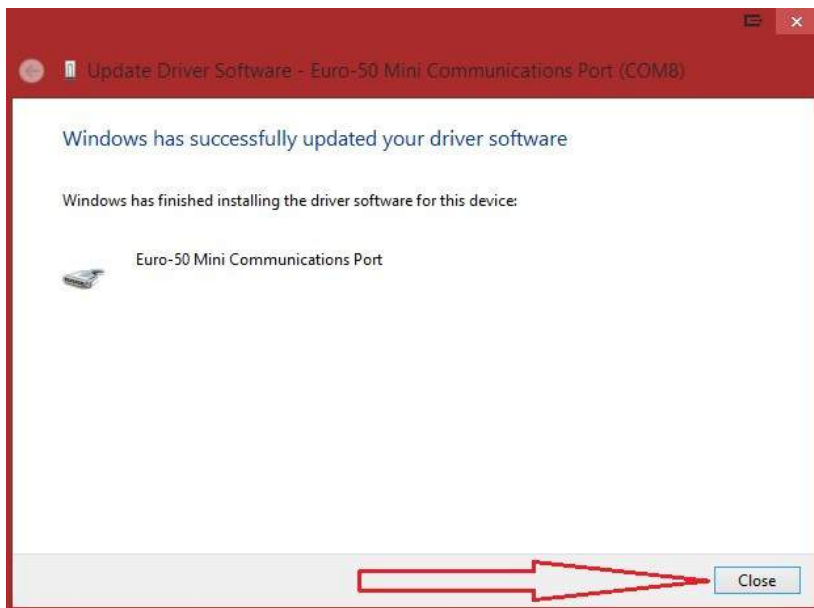 Update Driver Software - Euro-50 Mini Communications Port (COM8)
Windows has successfully updated your driver software
Windows has finished installing the driver software for this device:
Euro-50 Mini Communications Port
Close